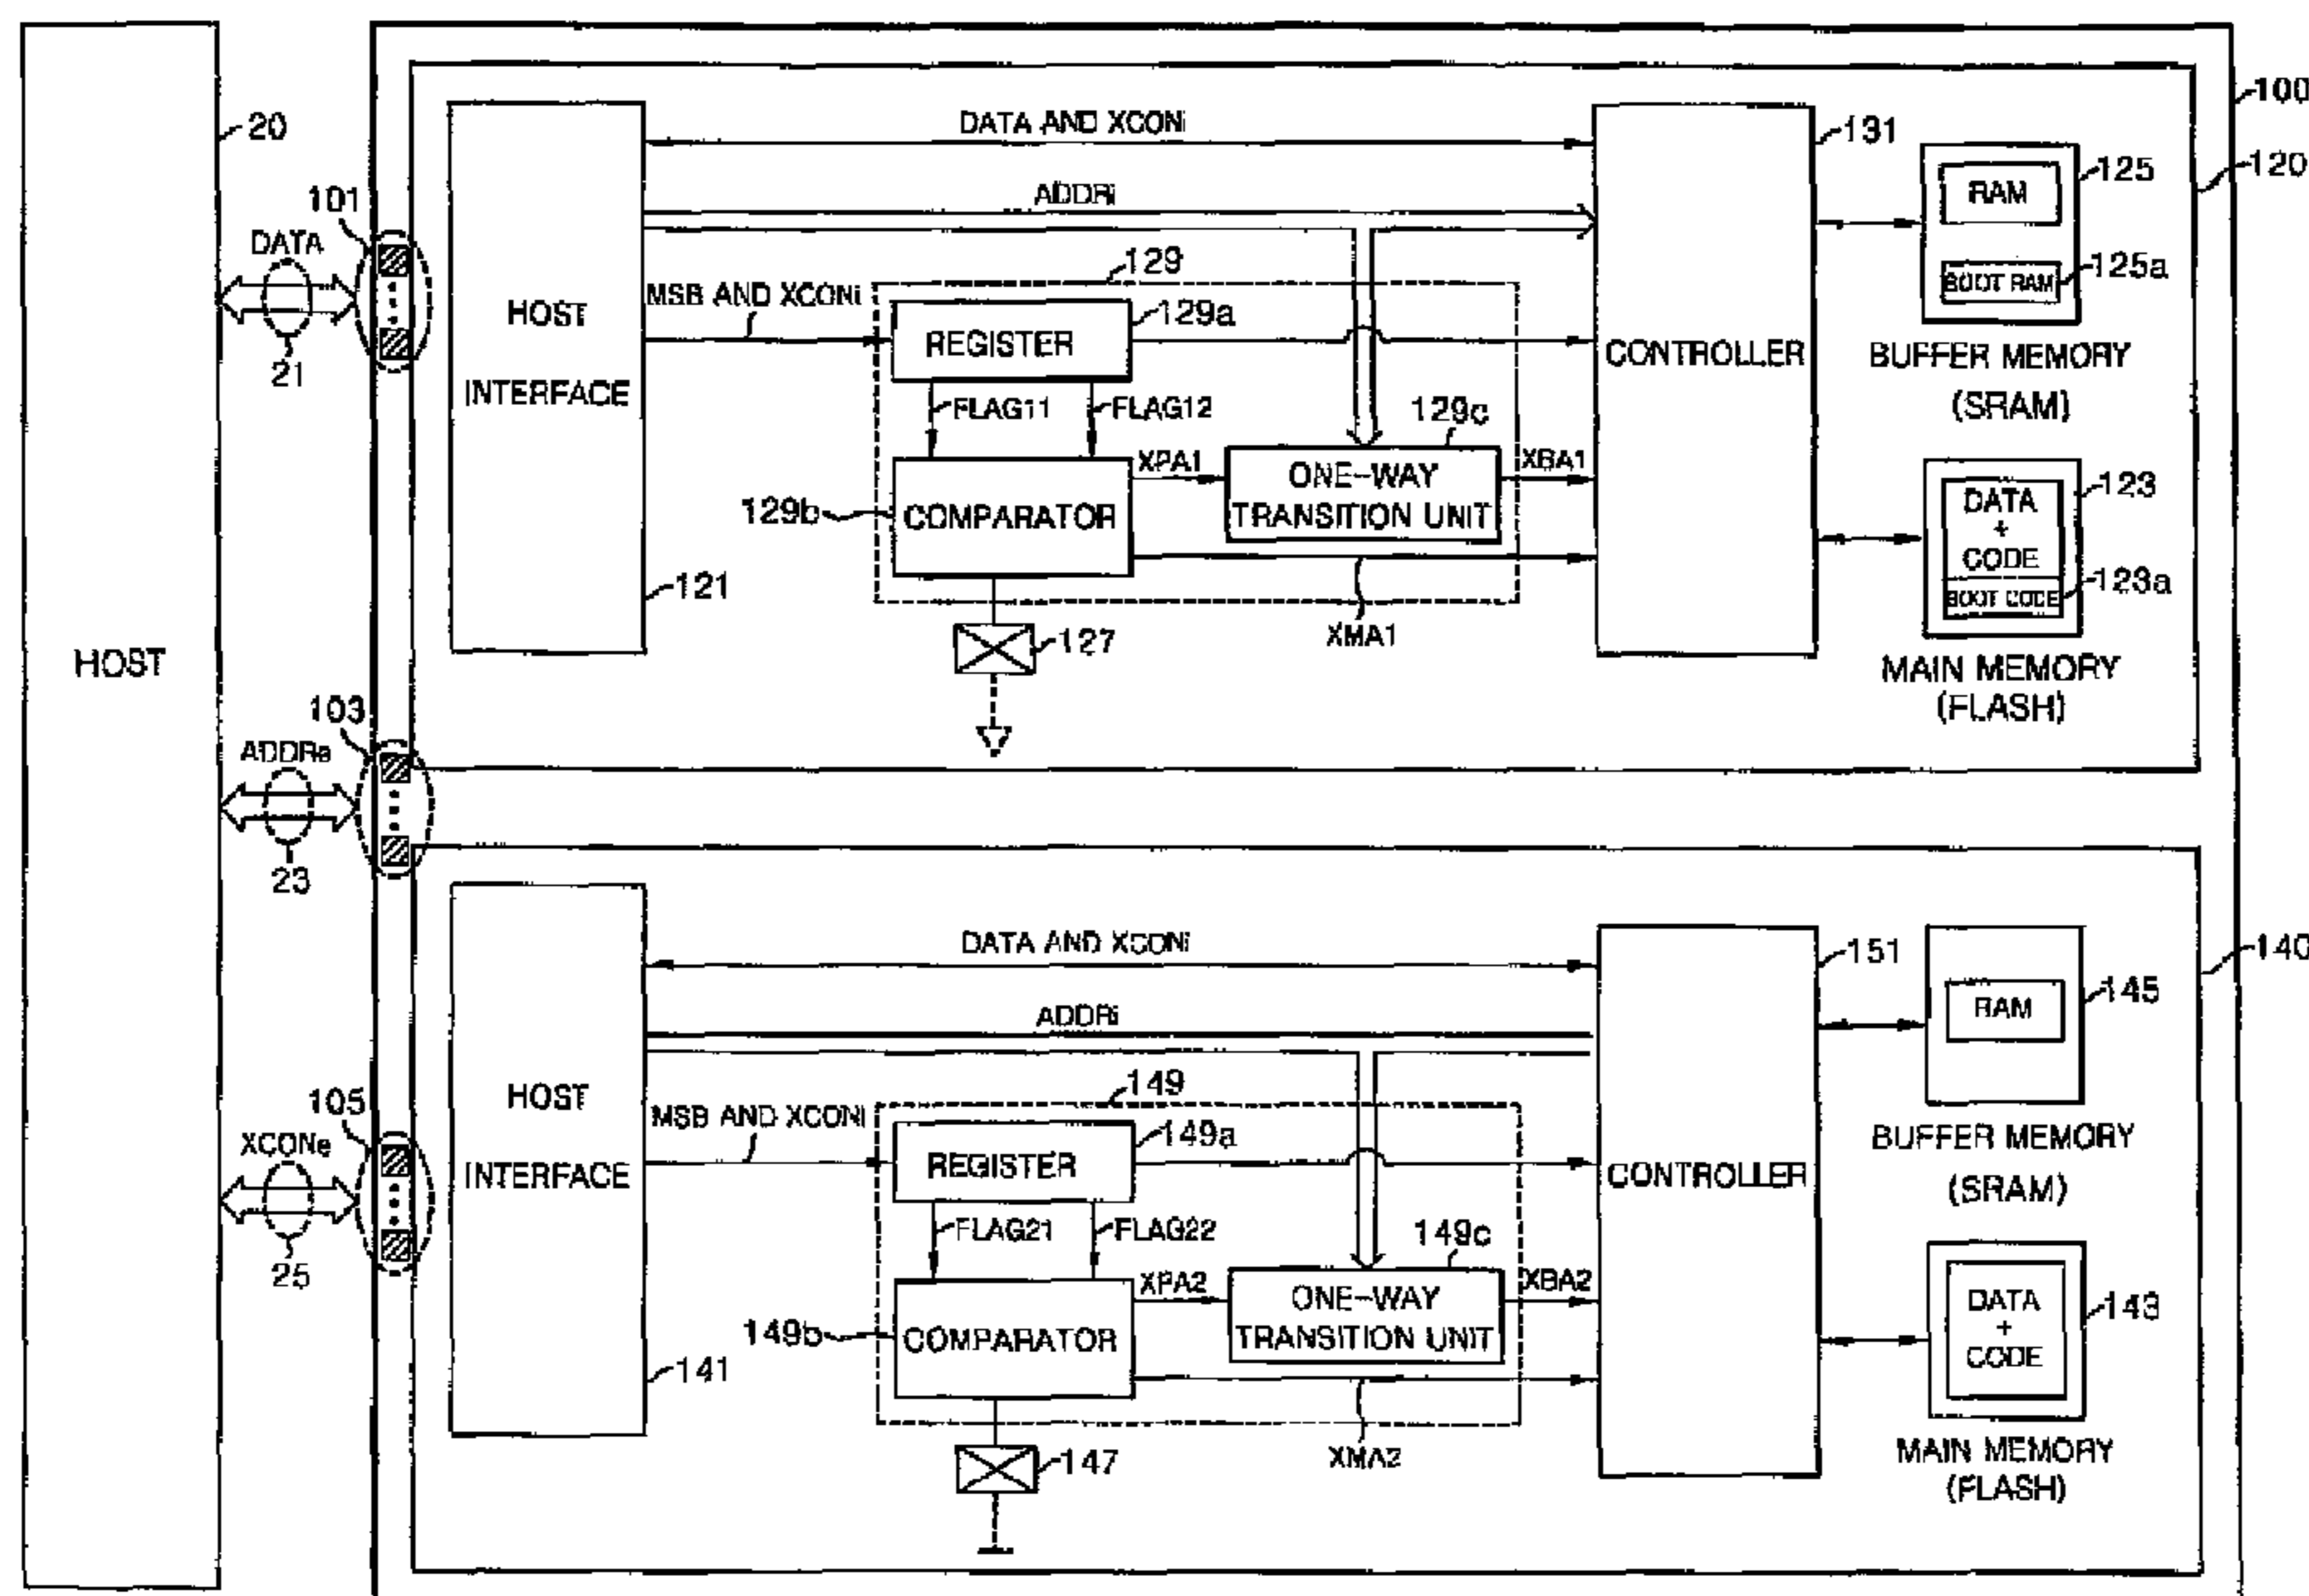 HOST
20
DATA
21
101
ADDRe
23
103
XCONe
25
105
100
120
HOST
INTERFACE
121
DATA AND XCONi
ADDRi
MSB AND XCONi
129
REGISTER
129a
FLAG11
FLAG12
129b
COMPARATOR
XPA1
129c
ONE-WAY
TRANSITION UNIT
XBA1
XMA1
127
CONTROLLER
131
RAM
125
BOOT RAM
125a
BUFFER MEMORY
(SRAM)
DATA
+
CODE
123
BOOT CODE
123a
MAIN MEMORY
(FLASH)
140
HOST
INTERFACE
141
DATA AND XCONi
ADDRi
MSB AND XCONi
149
REGISTER
149a
FLAG21
FLAG22
149b
COMPARATOR
XPA2
149c
ONE-WAY
TRANSITION UNIT
XBA2
XMA2
147
CONTROLLER
151
RAM
145
BUFFER MEMORY
(SRAM)
DATA
+
CODE
143
MAIN MEMORY
(FLASH)